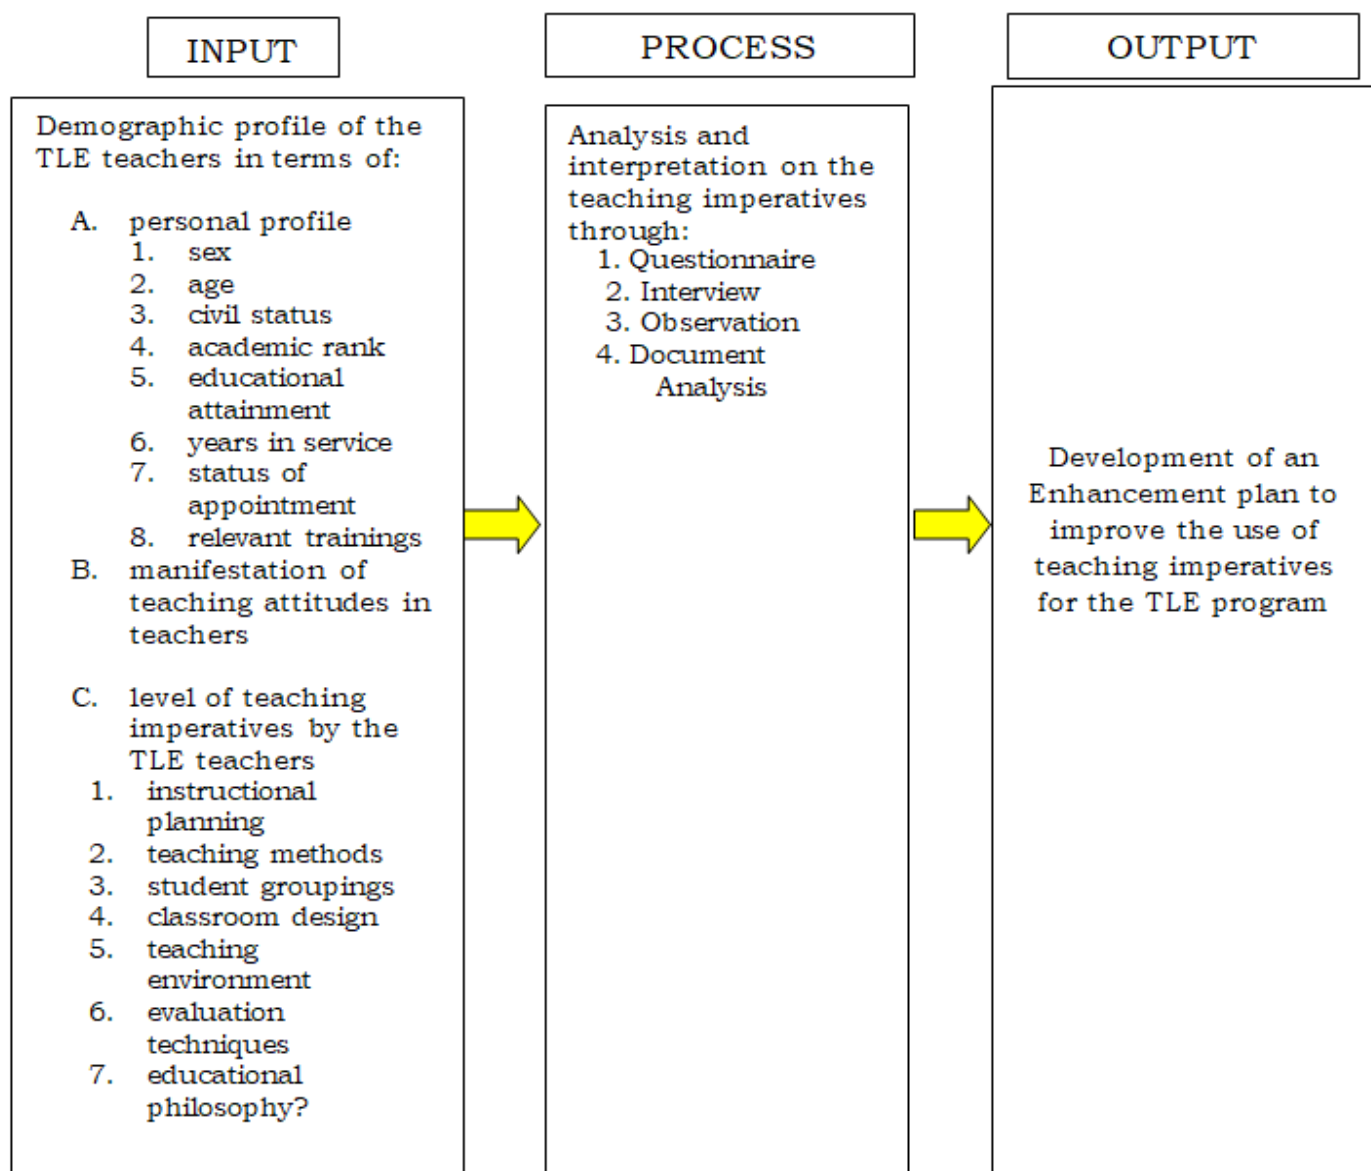 INPUT
Demographic profile of the
TLE teachers in terms of:
A. personal profile
1. sex
2. age
3. civil status
4. academic rank
5. educational
attainment
6. years in service
7. status of
appointment
8. relevant trainings
B. manifestation of
teaching attitudes in
teachers
C. level of teaching
imperatives by the
TLE teachers
1. instructional
planning
2. teaching methods
3. student groupings
4. classroom design
5. teaching
environment
6. evaluation
techniques
7. educational
philosophy?
PROCESS
Analysis and
interpretation on the
teaching imperatives
through:
1. Questionnaire
2. Interview
3. Observation
4. Document
Analysis
OUTPUT
Development of an
Enhancement plan to
improve the use of
teaching imperatives
for the TLE program